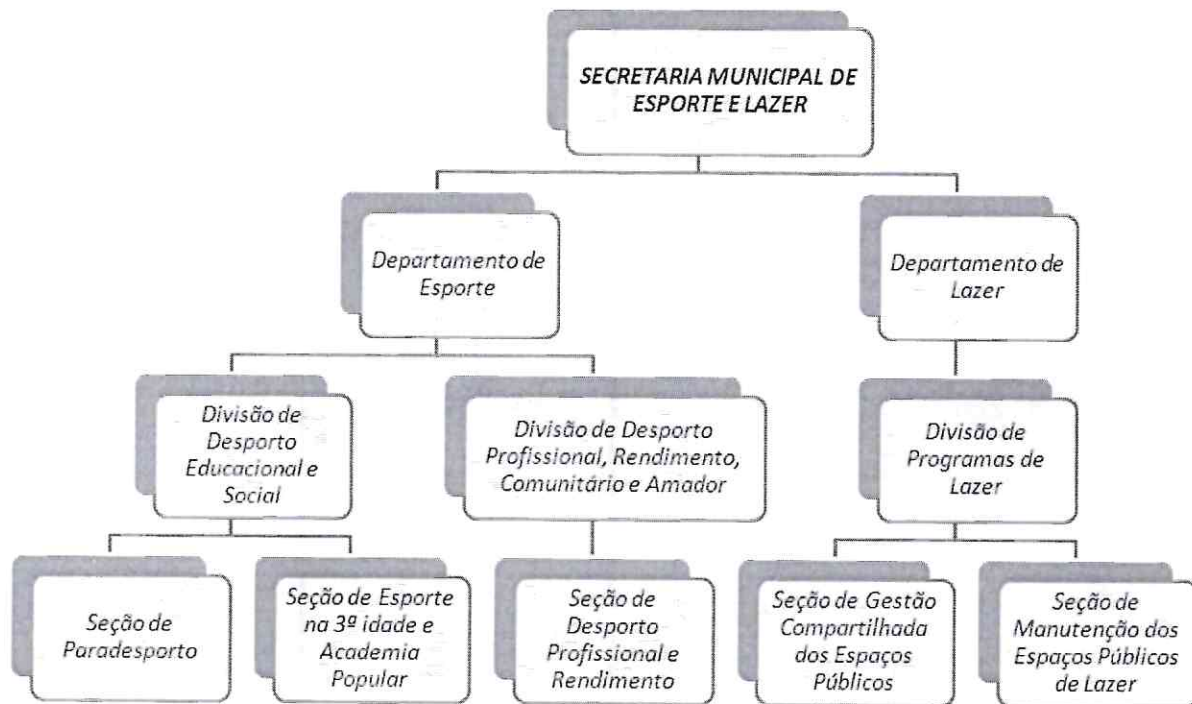 SECRETARIA MUNICIPAL DE
ESPORTE E LAZER
Departamento de
Esporte
Departamento de
Lazer
Divisão de
Desporto
Educacional e
Social
Divisão de Desporto
Profissional, Rendimento,
Comunitário e Amador
Divisão de
Programas de
Lazer
Seção de
Paradesporto
Seção de Esporte
na 3ª idade e
Academia
Popular
Seção de
Desporto
Profissional e
Rendimento
Seção de Gestão
Compartilhada
dos Espaços
Públicos
Seção de
Manutenção dos
Espaços Públicos
de Lazer